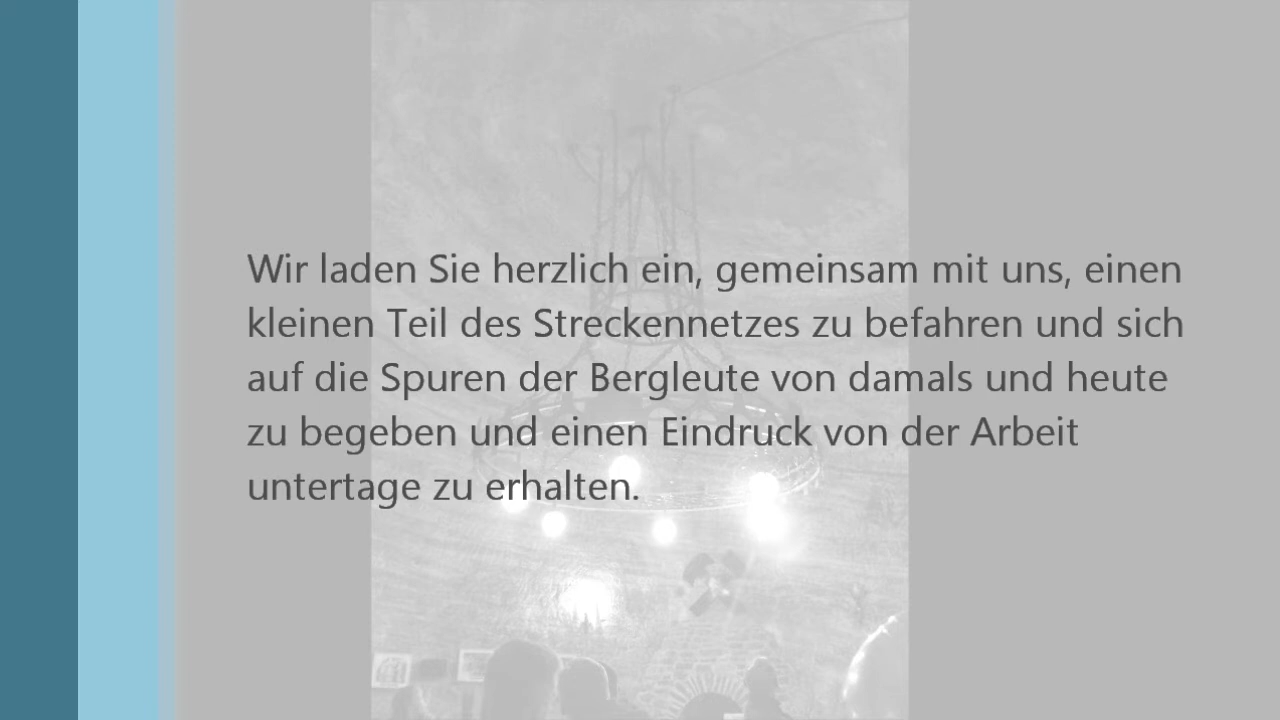 Wir laden Sie herzlich ein, gemeinsam mit uns, einen
kleinen Teil des Streckennetzes zu befahren und sich
auf die Spuren der Bergleute von damals und heute
zu begeben und einen Eindruck von der Arbeit
untertage zu erhalten.